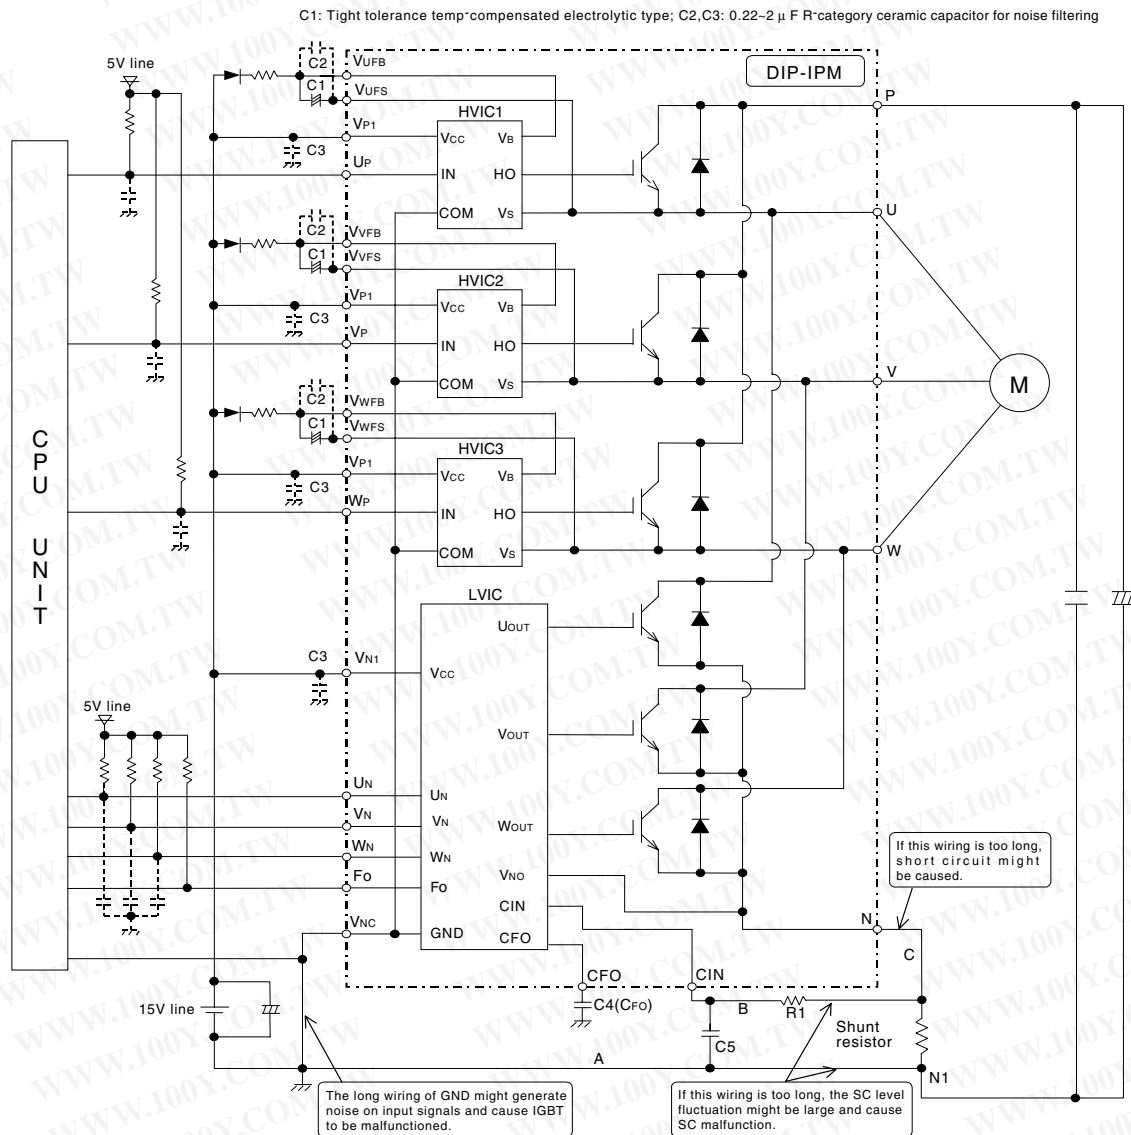 C1: Tight tolerance temp-compensated electrolytic type; C2,C3: 0.22~2 μ F R-category ceramic capacitor for noise filtering
5V line
C2
C1
VUFB
VUFS
DIP-IPM
P
HVIC1
VP1
C3
VCC
VB
UP
IN
HO
COM
VS
U
C2
C1
VVFB
VVFS
HVIC2
VP1
C3
VCC
VB
VP
IN
HO
COM
VS
V
M
C2
C1
VWFB
VWFS
HVIC3
VP1
C3
VCC
VB
WP
IN
HO
COM
VS
W
CPU UNIT
LVIC
UOUT
C3
VN1
VCC
5V line
VOUT
UN
UN
VN
VN
WOUT
WN
WN
VNO
Fo
Fo
CIN
VNC
GND
CFO
If this wiring is too long,
short circuit might
be caused.
N
C
CFO
CIN
15V line
C4(CFO)
B
R1
Shunt
resistor
C5
A
N1
The long wiring of GND might generate
noise on input signals and cause IGBT
to be malfunctioned.
If this wiring is too long, the SC level
fluctuation might be large and cause
SC malfunction.
WWW.100Y.COM.TW